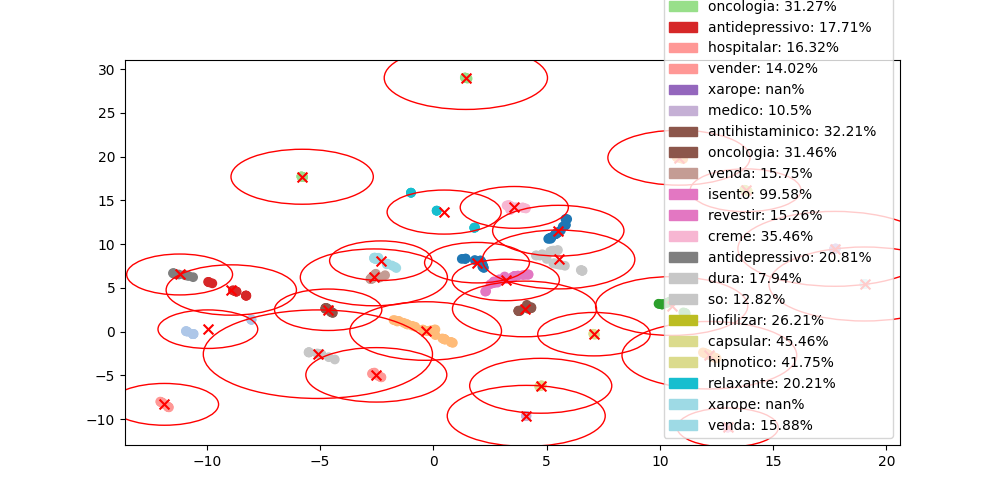 oncologia: 31.27%
antidepressivo: 17.71%
hospitalar: 16.32%
vender: 14.02%
xarope: nan%
medico: 10.5%
antihistaminico: 32.21%
oncologia: 31.46%
venda: 15.75%
isento: 99.58%
revestir: 15.26%
creme: 35.46%
antidepressivo: 20.81%
dura: 17.94%
so: 12.82%
liofilizar: 26.21%
capsular: 45.46%
hipnotico: 41.75%
relaxante: 20.21%
xarope: nan%
venda: 15.88%
30
25
20
15
10
5
0
−5
−10
−10 −5 0 5 10 15 20